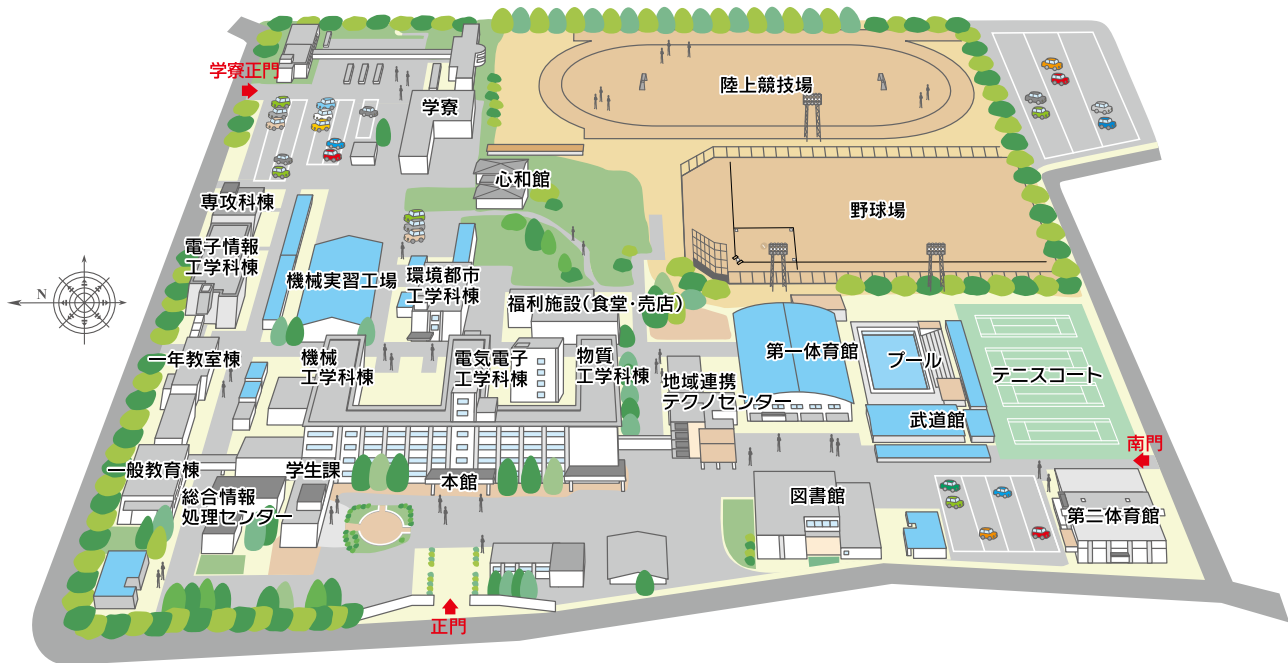 学寮正門
学寮
陸上競技場
心和館
専攻科棟
野球場
電子情報
工学科棟
機械実習工場
環境都市
工学科棟
N
福利施設(食堂・売店)
一年教室棟
機械
工学科棟
電気電子
工学科棟
物質
工学科棟
地域連携
テクノセンター
第一体育館
プール
テニスコート
武道館
南門
一般教育棟
学生課
本館
総合情報
処理センター
図書館
第二体育館
正門